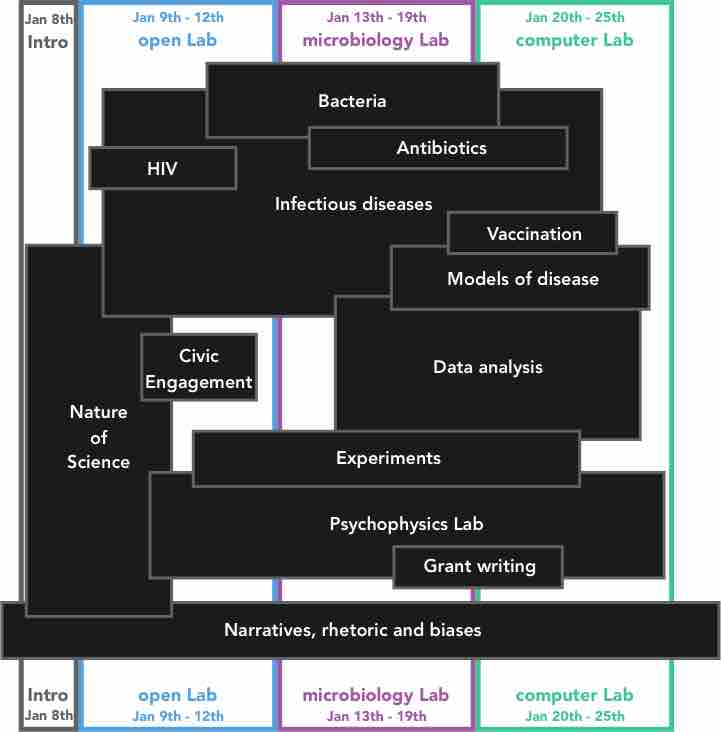 Jan 8th
Intro
Jan 9th - 12th
open Lab
Jan 13th - 19th
microbiology Lab
Jan 20th - 25th
computer Lab
Bacteria
Antibiotics
HIV
Infectious diseases
Vaccination
Models of disease
Civic
Engagement
Data analysis
Nature
of
Science
Experiments
Psychophysics Lab
Grant writing
Narratives, rhetoric and biases
Intro
Jan 8th
open Lab
Jan 9th - 12th
microbiology Lab
Jan 13th - 19th
computer Lab
Jan 20th - 25th